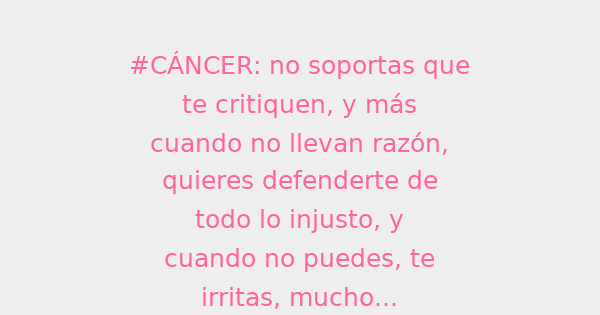 #CÁNCER: no soportas que
te critiquen, y más
cuando no llevan razón,
quieres defenderte de
todo lo injusto, y
cuando no puedes, te
irritas, mucho...